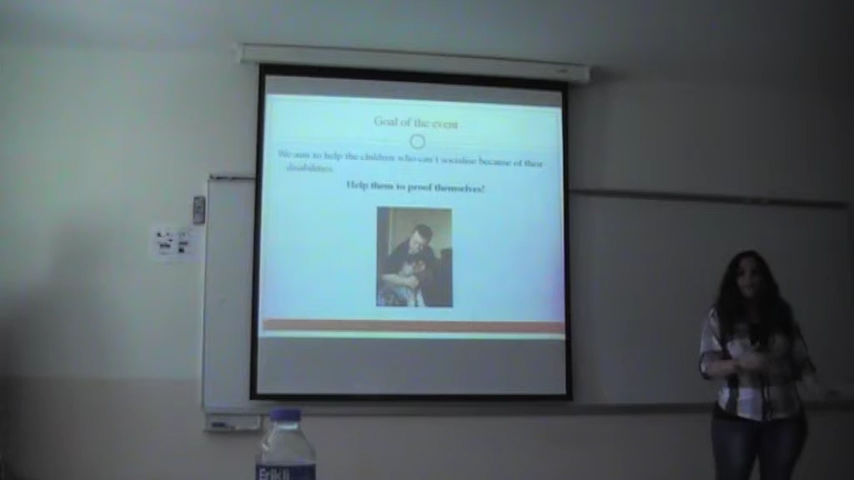 Goal of the event
We aim to help the children who can't socialise because of their
disabilities.
Help them to proof themselves!
Erikli